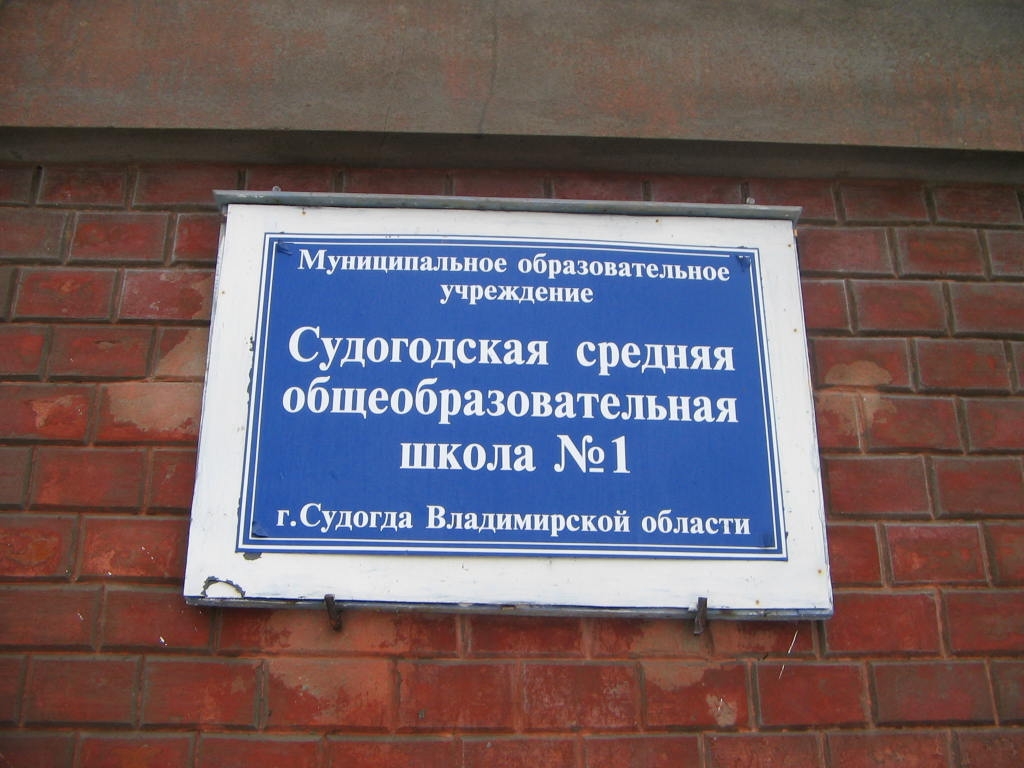 Муниципальное образовательное
учреждение
Судогодская средняя
общеобразовательная
школа №1
г.Судогда Владимирской области